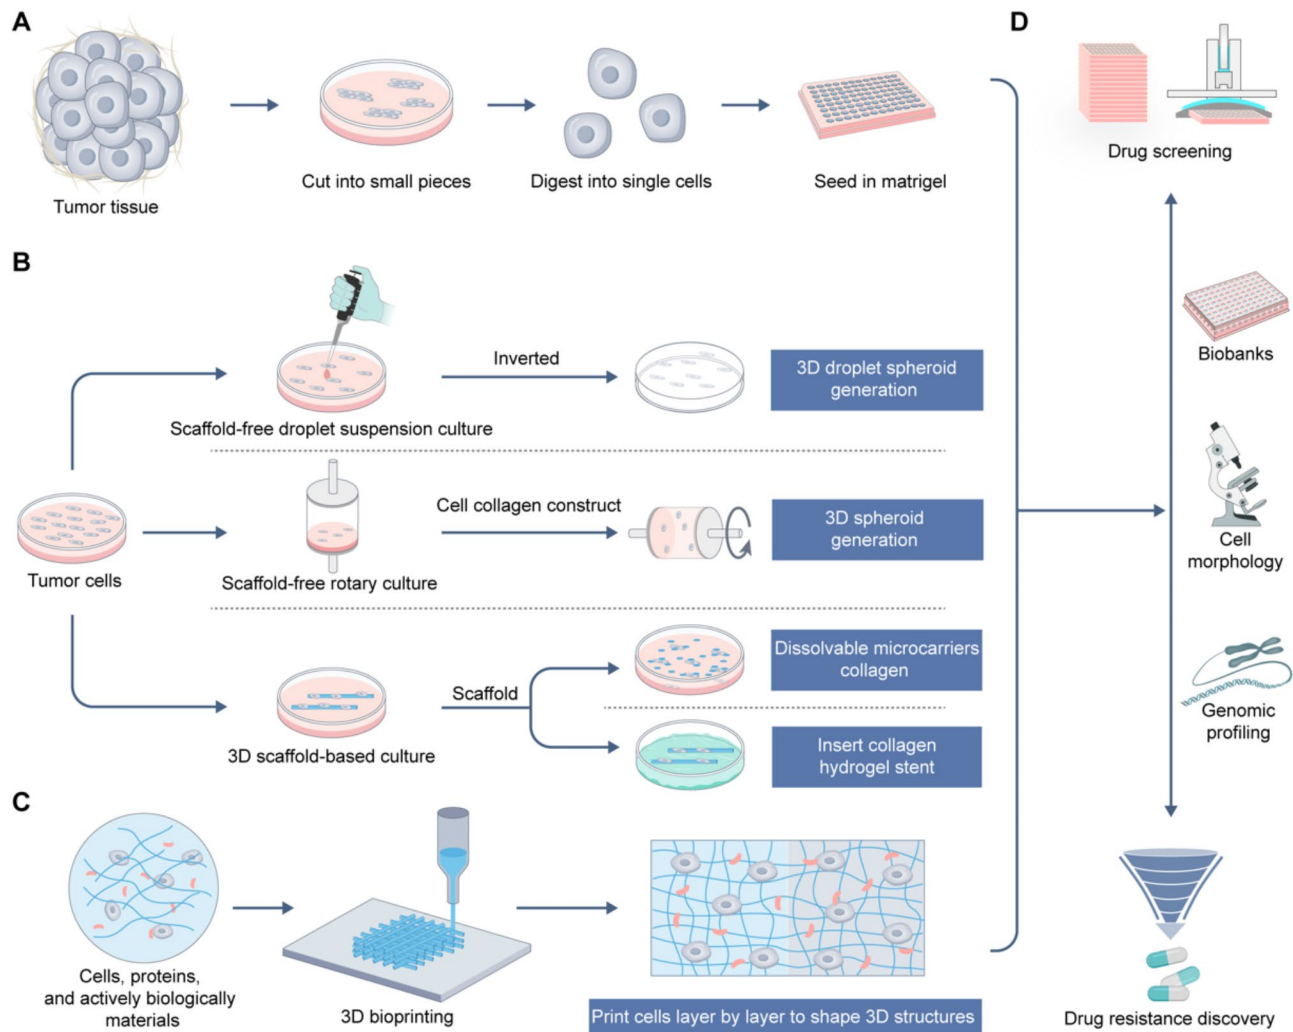 A
Tumor tissue
Cut into small pieces
Digest into single cells
Seed in matrigel
B
Tumor cells
Scaffold-free droplet suspension culture
Inverted
3D droplet spheroid
generation
Scaffold-free rotary culture
Cell collagen construct
3D spheroid
generation
3D scaffold-based culture
Scaffold
Dissolvable microcarriers
collagen
Insert collagen
hydrogel stent
C
Cells, proteins,
and actively biologically
materials
3D bioprinting
Print cells layer by layer to shape 3D structures
D
Drug screening
Biobanks
Cell
morphology
Genomic
profiling
Drug resistance discovery